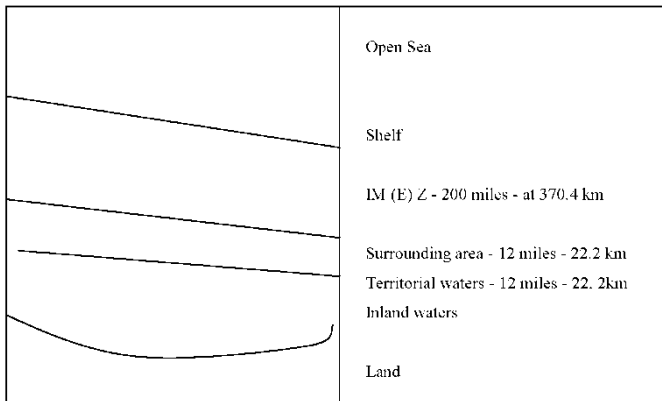 Open Sea
Shelf
IM (E) Z - 200 miles - at 370.4 km
Surrounding area - 12 miles - 22.2 km
Territorial waters - 12 miles - 22. 2km
Inland waters
Land